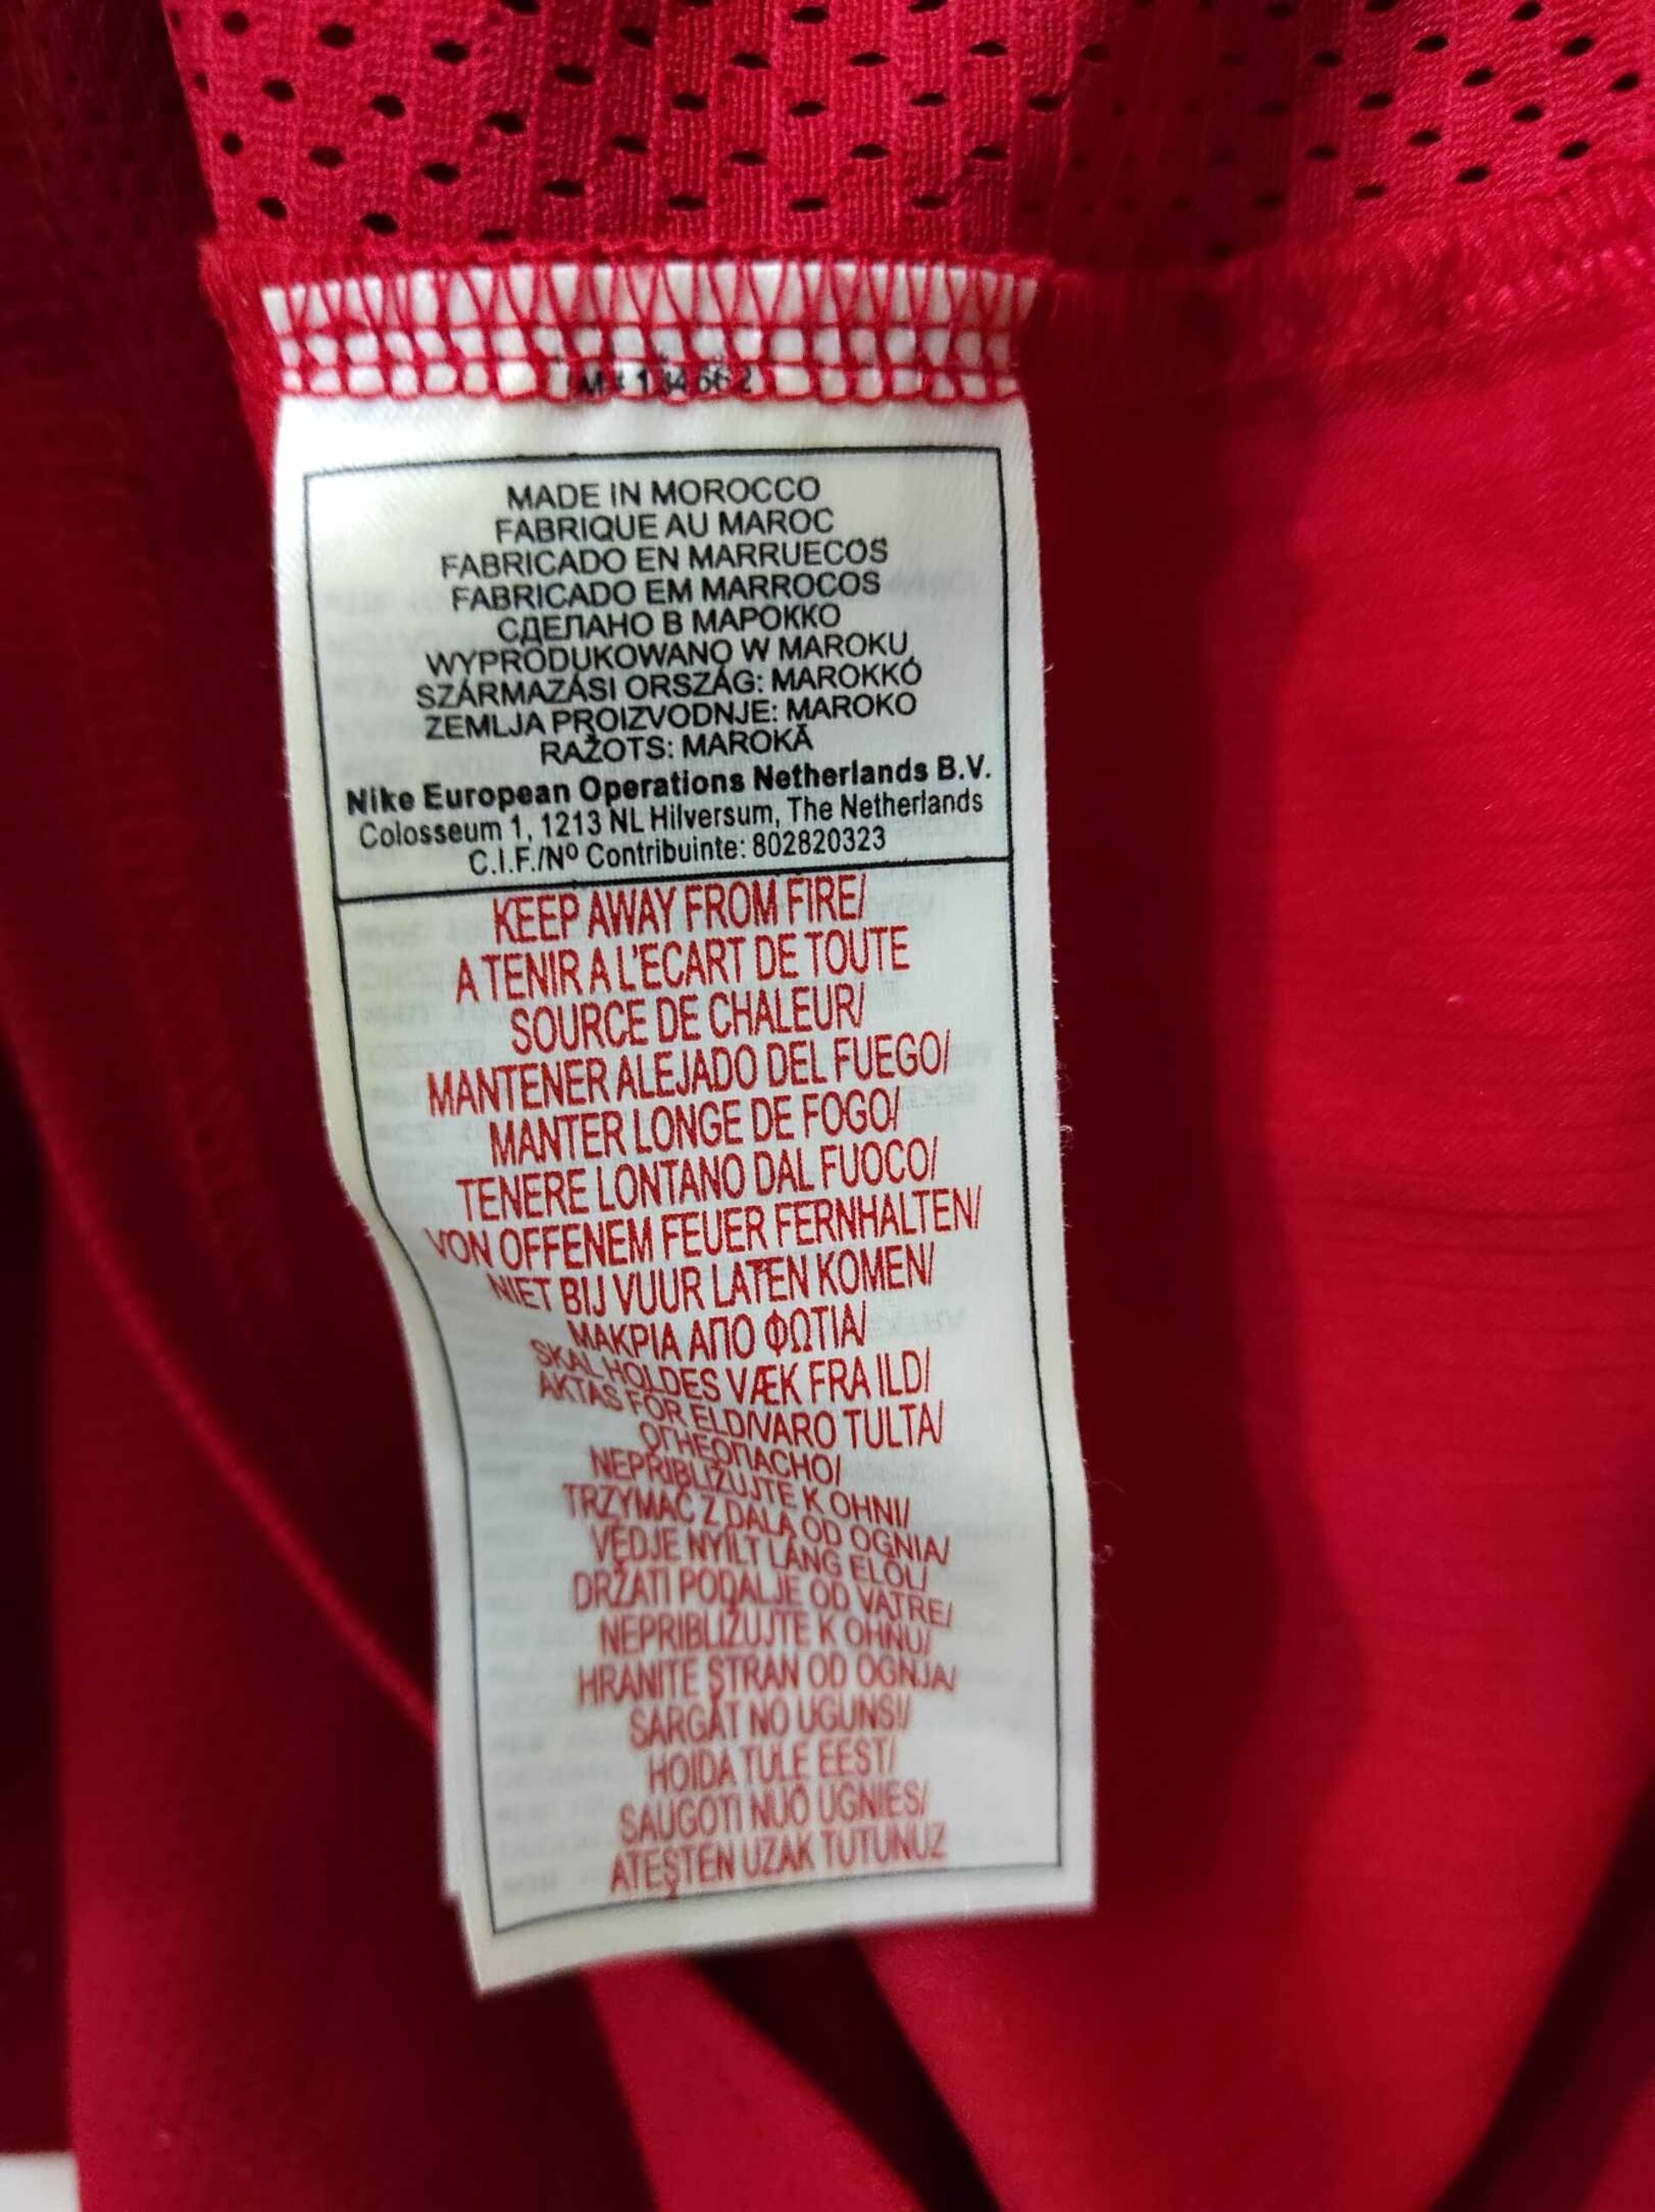 MADE IN MOROCCO
FABRIQUE AU MAROC
FABRICADO EN MARRUECOS
FABRICADO EM MARROCOS
СДЕЛАНО В МАРОККО
WYPRODUKOWANO W MAROKU
SZÁRMAZÁSI ORSZÁG: MAROKKÓ
ZEMLJA PROIZVODNJE: MAROKO
RAŽOTS: MAROKĀ
Nike European Operations Netherlands B.V.
Colosseum 1, 1213 NL Hilversum, The Netherlands
C.I.F./Nº Contribuinte: 802820323
KEEP AWAY FROM FIRE/
A TENIR A L'ECART DE TOUTE
SOURCE DE CHALEUR/
MANTENER ALEJADO DEL FUEGO/
MANTER LONGE DE FOGO/
TENERE LONTANO DAL FUOCO/
VON OFFENEM FEUER FERNHALTEN/
NIET BIJ VUUR LATEN KOMEN/
ΜΑΚΡΙΑ ΑΠΟ ΦΩΤΙΑ/
SKAL HOLDES VÆK FRA ILD/
AKTAS FÖR ELD/VARO TULTA/
ОГНЕОПАСНО/
NEPŘIBLIŽUJTE K OHNI/
TRZYMAĆ Z DALA OD OGNIA/
VÉDJE NYÍLT LÁNG ELŐL/
DRŽATI PODALJE OD VATRE/
NEPRIBLIŽUJTE K OHŇU/
HRANITE STRAN OD OGNJA/
SARGĀT NO UGUNS/
HOIDA TULE EEST/
SAUGOTI NUO UGNIES/
ATEŞTEN UZAK TUTUNUZ